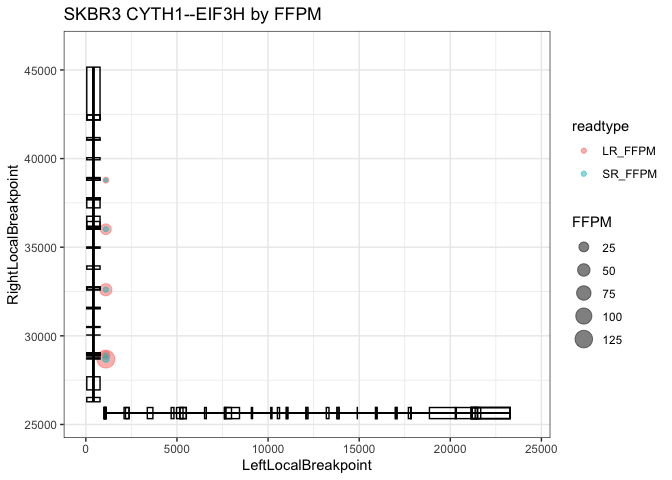 SKBR3 CYTH1--EIF3H by FFPM
RightLocalBreakpoint
45000
40000
35000
30000
25000
0
5000
10000
15000
20000
25000
LeftLocalBreakpoint
readtype
LR_FFPM
SR_FFPM
FFPM
25
50
75
100
125